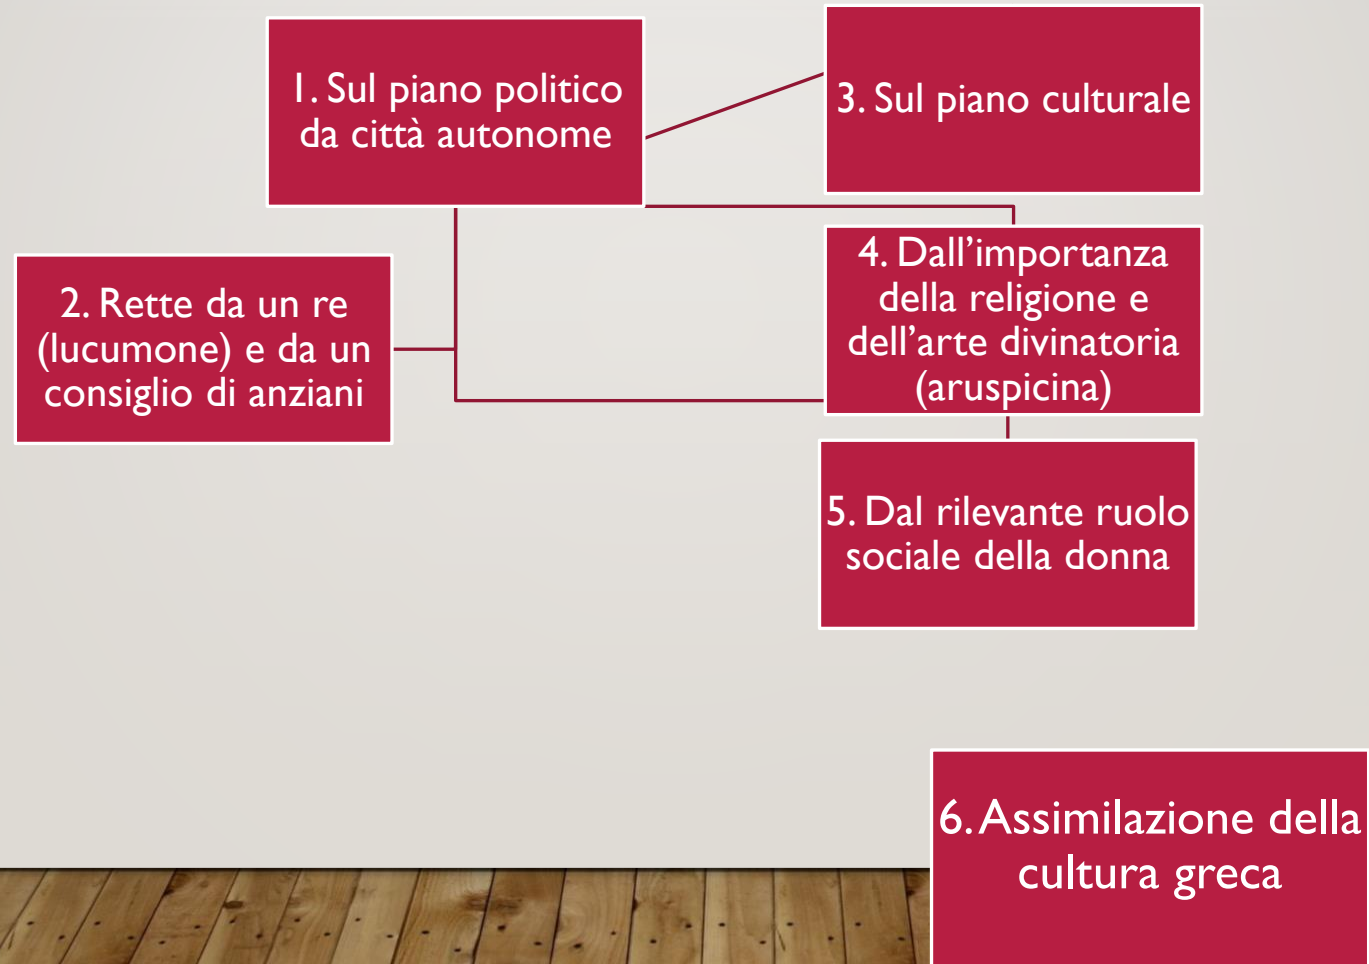 1. Sul piano politico
da città autonome
2. Rette da un re
(lucumone) e da un
consiglio di anziani
3. Sul piano culturale
4. Dall’importanza
della religione e
dell’arte divinatoria
(aruspicina)
5. Dal rilevante ruolo
sociale della donna
6. Assimilazione della
cultura greca